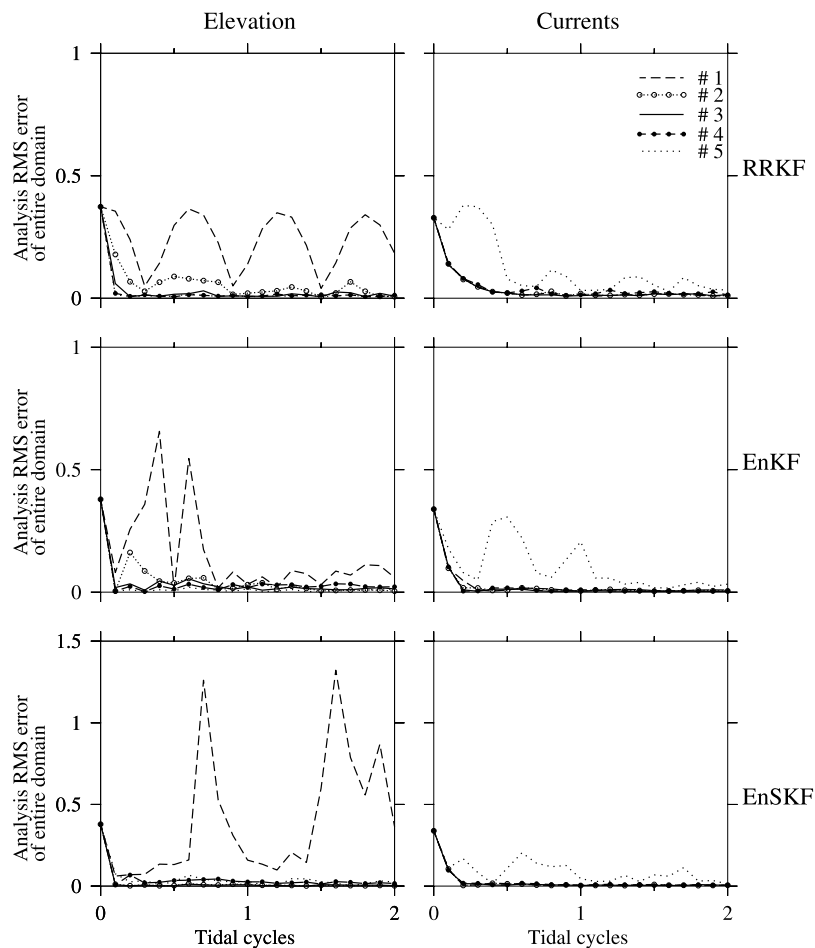 Elevation
Currents
1
0.5
0
Analysis RMS error
of entire domain
# 1
# 2
# 3
# 4
# 5
RRKF
1
0.5
0
Analysis RMS error
of entire domain
EnKF
1.5
1
0.5
0
Analysis RMS error
of entire domain
EnSKF
0 1 2
Tidal cycles
0 1 2
Tidal cycles